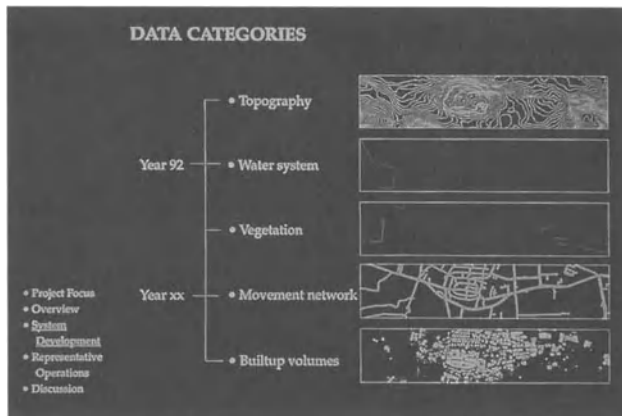 DATA CATEGORIES
• Topography
Year 92
• Water system
• Vegetation
Year xx
• Movement network
• Builtup volumes
• Project Focus
• Overview
• System
Development
• Representative
Operations
• Discussion